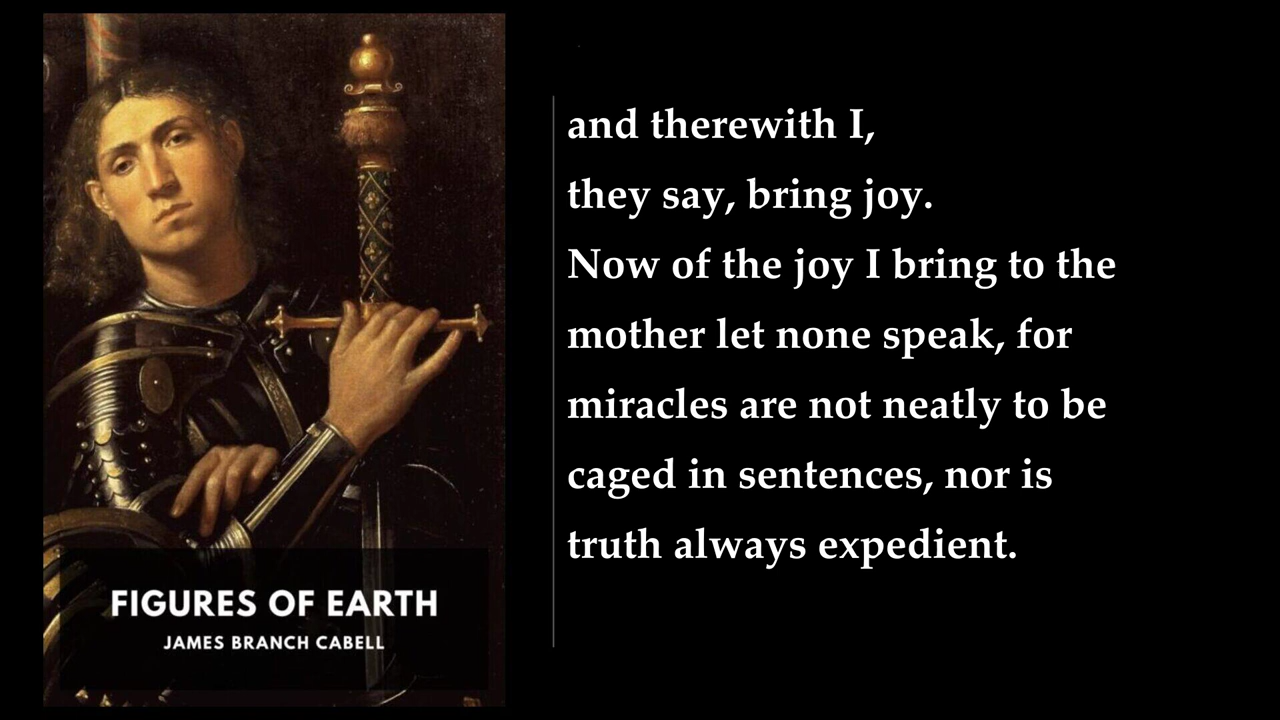 FIGURES OF EARTH
JAMES BRANCH CABELL
and therewith I,
they say, bring joy.
Now of the joy I bring to the
mother let none speak, for
miracles are not neatly to be
caged in sentences, nor is
truth always expedient.